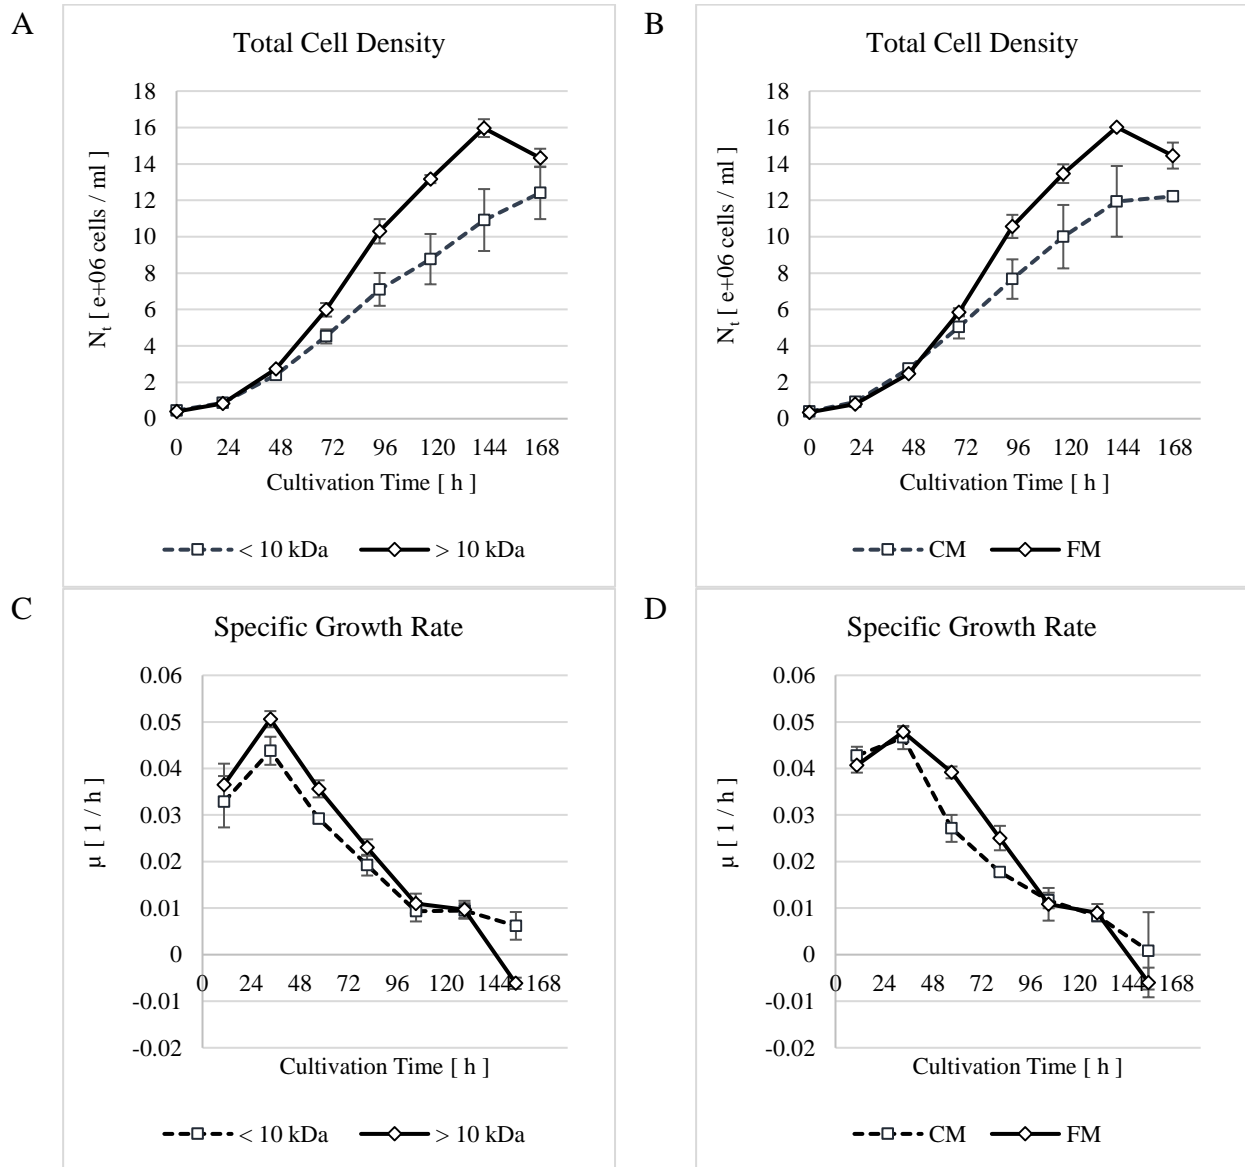 A
Total Cell Density
18
16
14
12
10
8
6
4
2
0
Nt [ e+06 cells / ml ]
0 24 48 72 96 120 144 168
Cultivation Time [ h ]
< 10 kDa > 10 kDa
B
Total Cell Density
18
16
14
12
10
8
6
4
2
0
Nt [ e+06 cells / ml ]
0 24 48 72 96 120 144 168
Cultivation Time [ h ]
CM FM
C
Specific Growth Rate
0.06
0.05
0.04
0.03
0.02
0.01
0
-0.01
-0.02
µ [ 1 / h ]
0 24 48 72 96 120 144 168
Cultivation Time [ h ]
< 10 kDa > 10 kDa
D
Specific Growth Rate
0.06
0.05
0.04
0.03
0.02
0.01
0
-0.01
-0.02
µ [ 1 / h ]
0 24 48 72 96 120 144 168
Cultivation Time [ h ]
CM FM